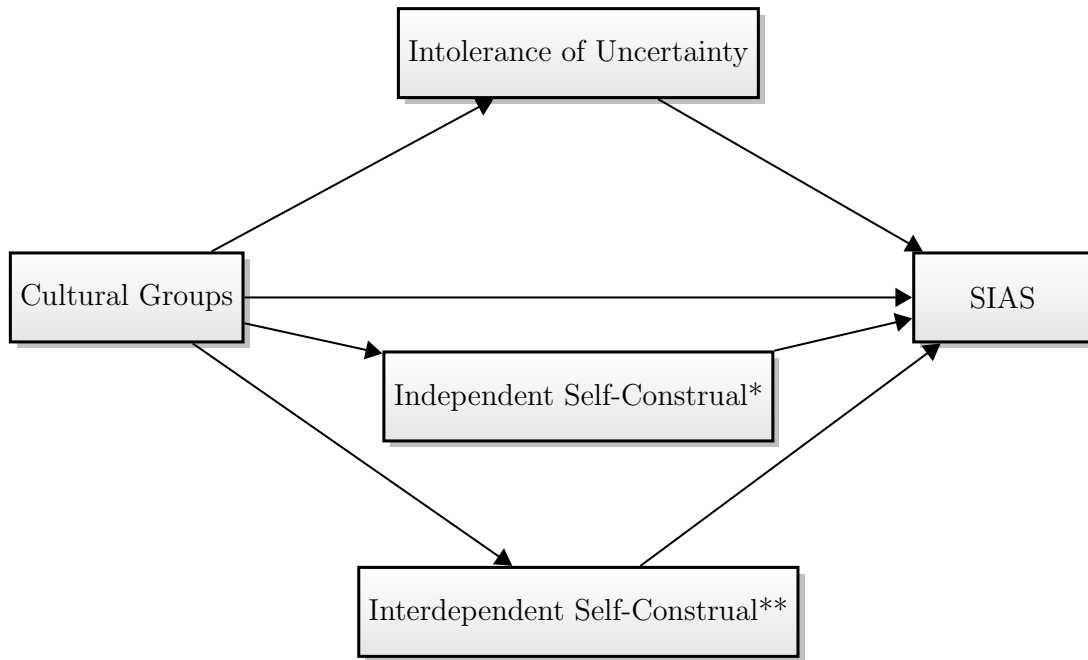 Intolerance of Uncertainty
Cultural Groups
SIAS
Independent Self-Construal*
Interdependent Self-Construal**